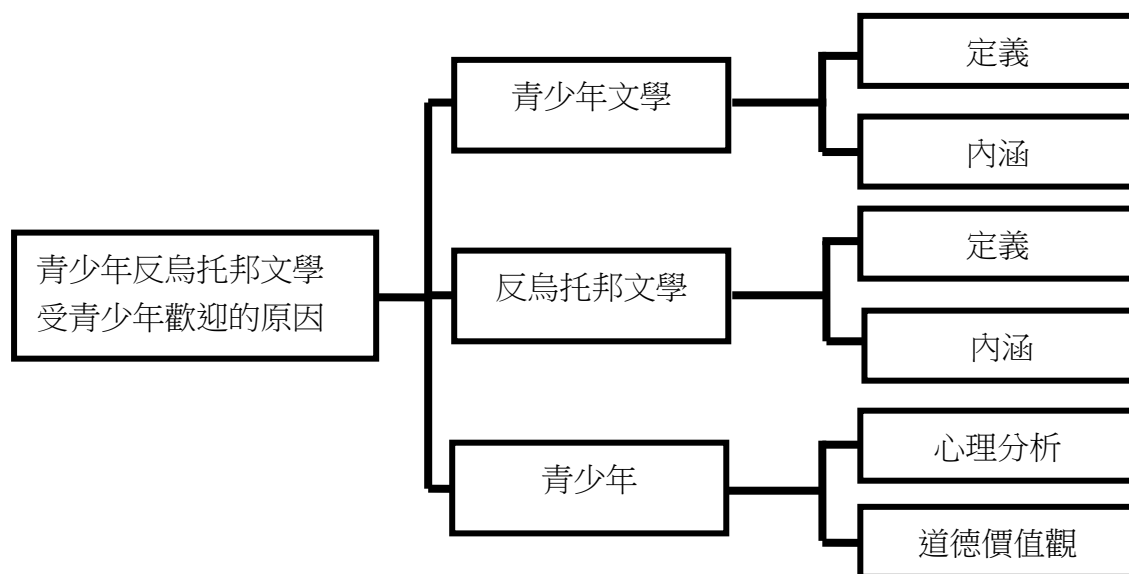 青少年反烏托邦文學
受青少年歡迎的原因
青少年文學
定義
內涵
反烏托邦文學
定義
內涵
青少年
心理分析
道德價值觀